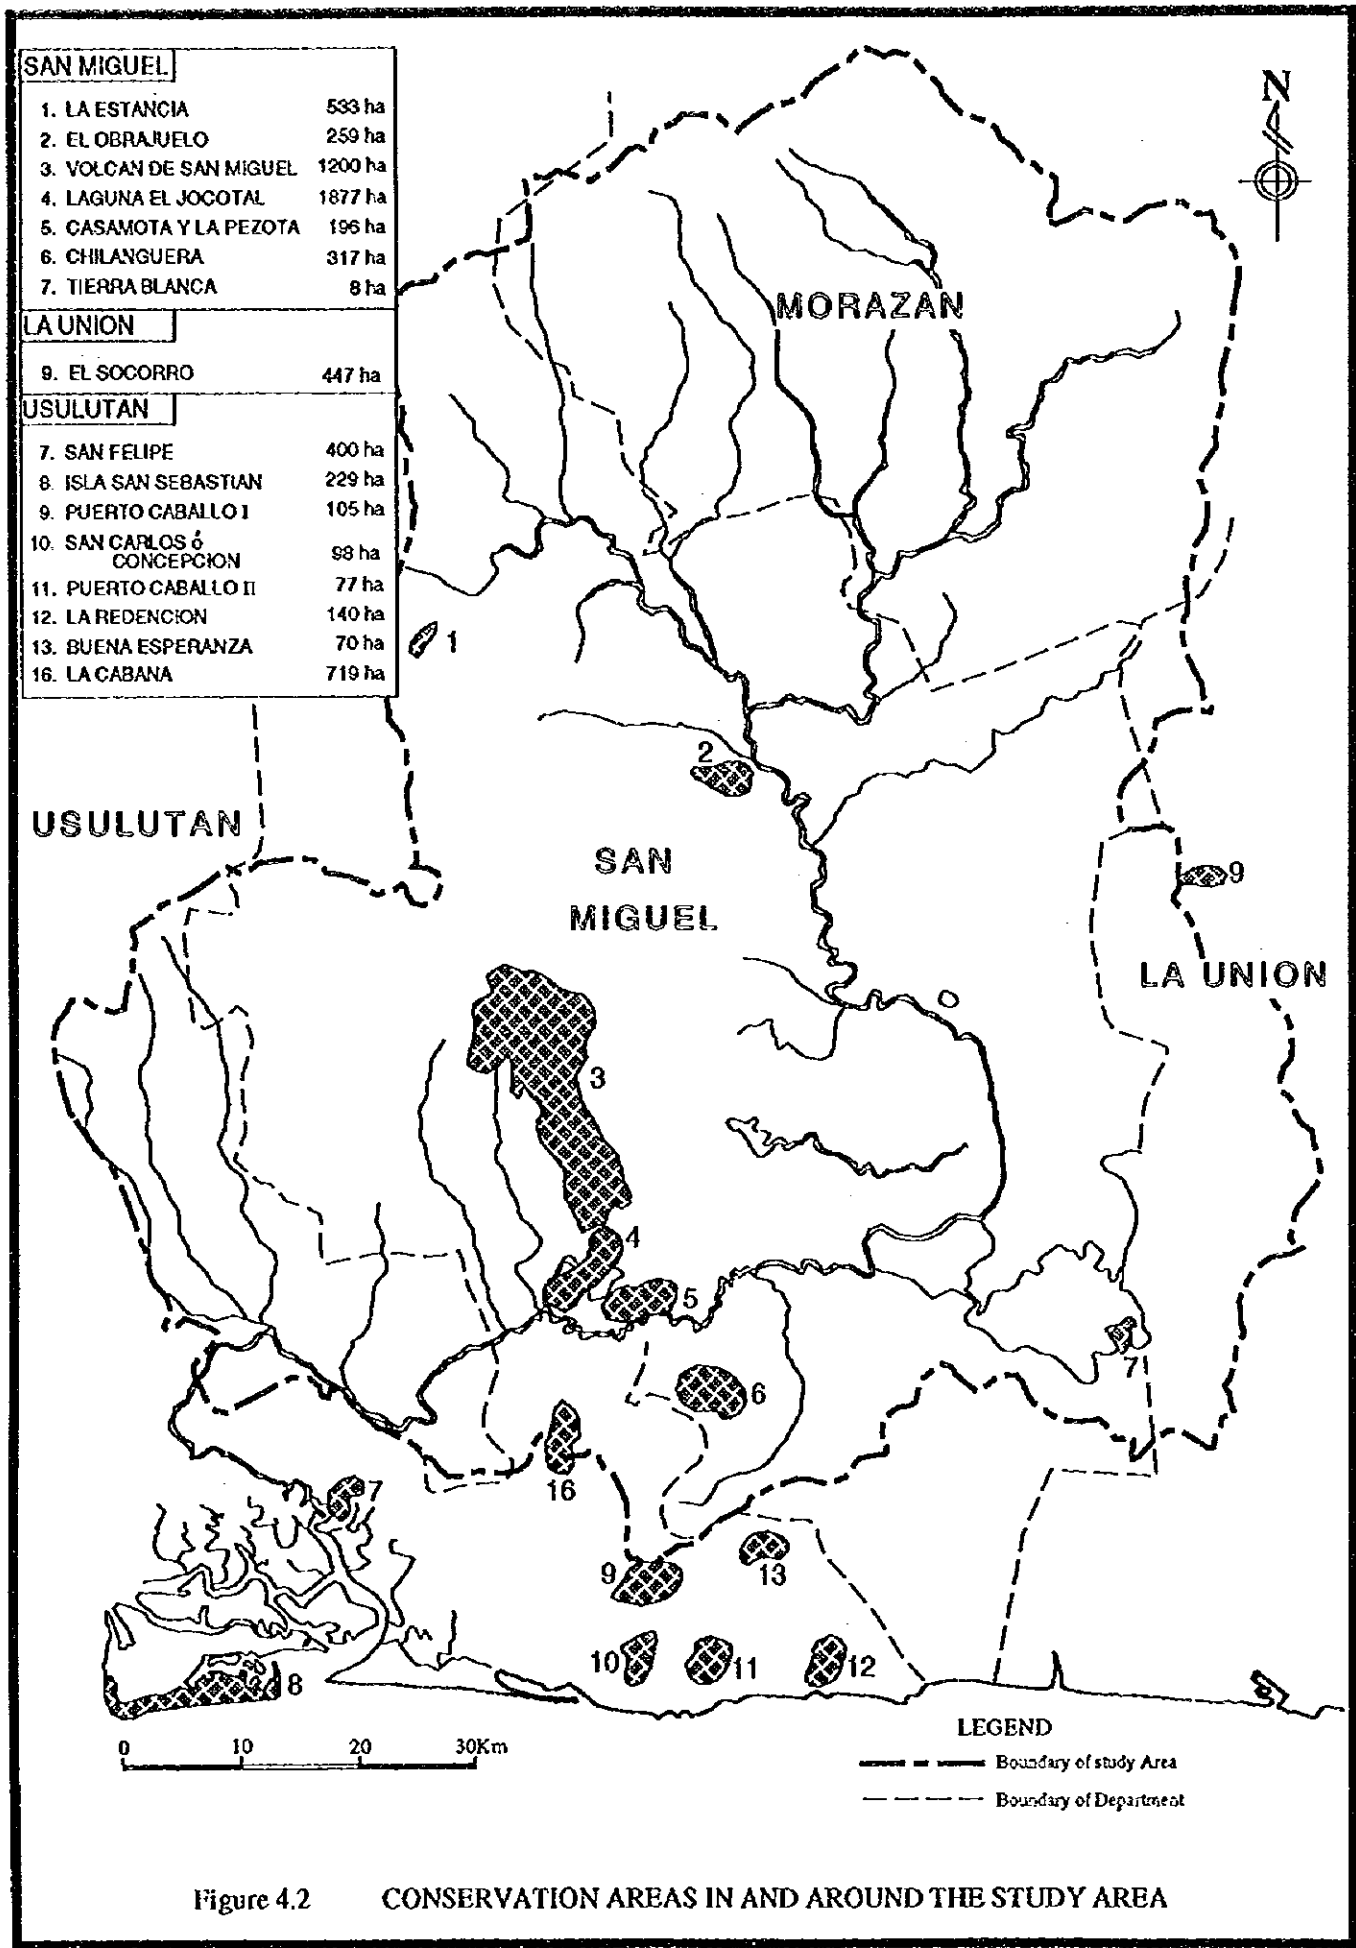 SAN MIGUEL
1. LA ESTANCIA 533 ha
2. EL OBRAJUELO 259 ha
3. VOLCAN DE SAN MIGUEL 1200 ha
4. LAGUNA EL JOCOTAL 1877 ha
5. CASAMOTA Y LA PEZOTA 196 ha
6. CHILANGUERA 317 ha
7. TIERRA BLANCA 8 ha
LA UNION
9. EL SOCORRO 447 ha
USULUTAN
7. SAN FELIPE 400 ha
8. ISLA SAN SEBASTIAN 229 ha
9. PUERTO CABALLO I 105 ha
10. SAN CARLOS ó
CONCEPCION 98 ha
11. PUERTO CABALLO II 77 ha
12. LA REDENCION 140 ha
13. BUENA ESPERANZA 70 ha
16. LA CABANA 719 ha
N
MORAZAN
1
2
USULUTAN
SAN
MIGUEL
9
LA UNION
3
4
5
7
6
16
7
9
13
10
11
12
8
0 10 20 30Km
LEGEND
Boundary of study Area
Boundary of Department
Figure 4.2 CONSERVATION AREAS IN AND AROUND THE STUDY AREA